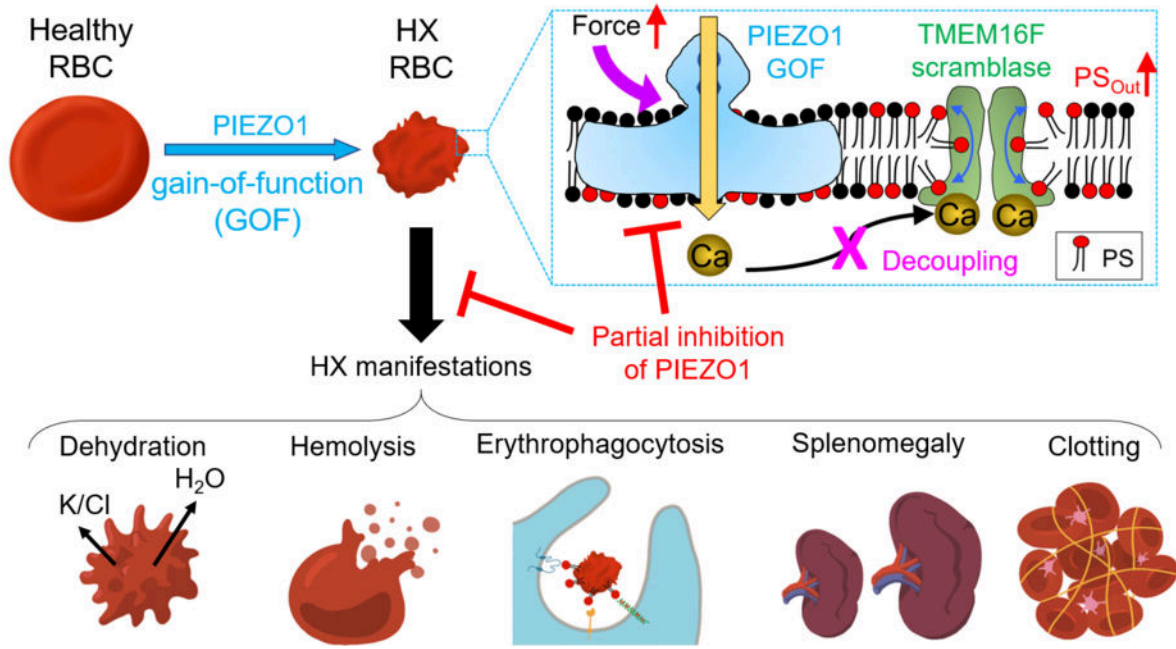 Healthy
RBC
HX
RBC
PIEZO1
gain-of-function
(GOF)
Force
PIEZO1
GOF
TMEM16F
scramblase
PSOut
Ca
Ca
Ca
X
Decoupling
PS
Partial inhibition
of PIEZO1
HX manifestations
Dehydration
Hemolysis
Erythrophagocytosis
Splenomegaly
Clotting
K/Cl
H2O